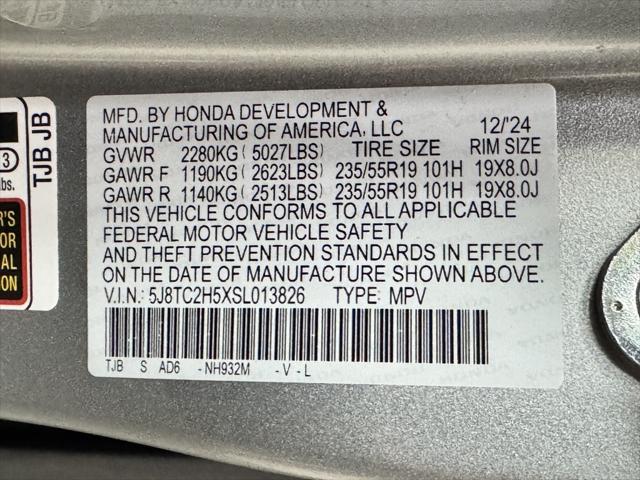 MFD. BY HONDA DEVELOPMENT &
MANUFACTURING OF AMERICA, LLC 12/'24
GVWR 2280KG ( 5027LBS) TIRE SIZE RIM SIZE
GAWR F 1190KG ( 2623LBS) 235/55R19 101H 19X8.0J
GAWR R 1140KG ( 2513LBS) 235/55R19 101H 19X8.0J
THIS VEHICLE CONFORMS TO ALL APPLICABLE
FEDERAL MOTOR VEHICLE SAFETY
AND THEFT PREVENTION STANDARDS IN EFFECT
ON THE DATE OF MANUFACTURE SHOWN ABOVE.
V.I.N.: 5J8TC2H5XSL013826 TYPE: MPV
TJB S AD6 - NH932M - V - L
TJB JB
3
lbs.